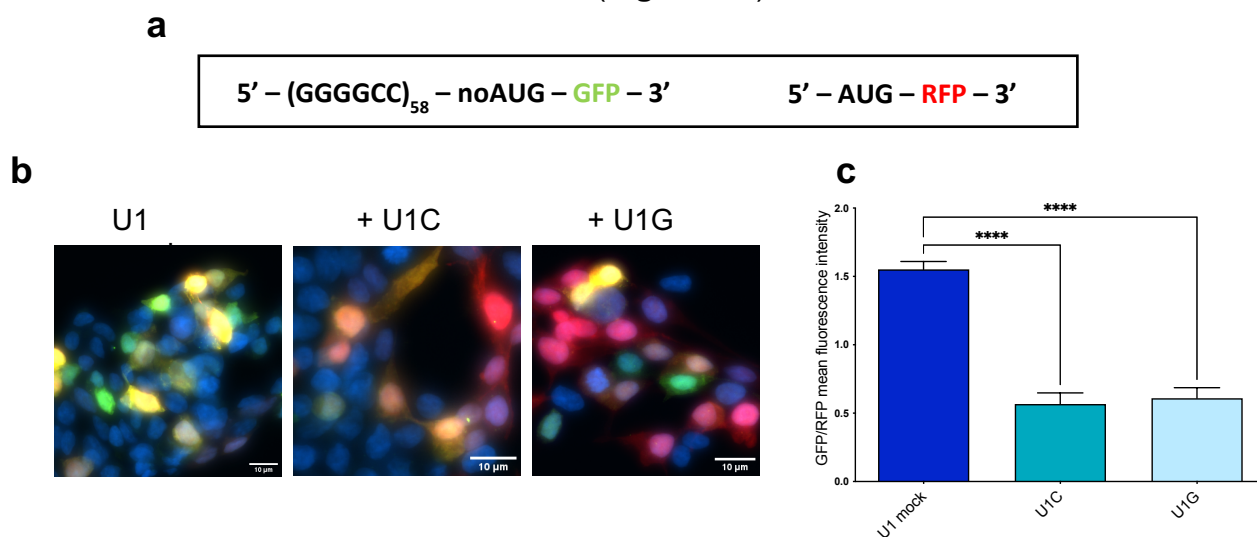 a
5’ – (GGGGCC)58 – noAUG – GFP – 3’
5’ – AUG – RFP – 3’
b
U1
+ U1C
+ U1G
10 μm
10 μm
10 μm
c
GFP/RFP mean fluorescence intensity
2.0
1.5
1.0
0.5
0.0
****
****
U1 mock
U1C
U1G